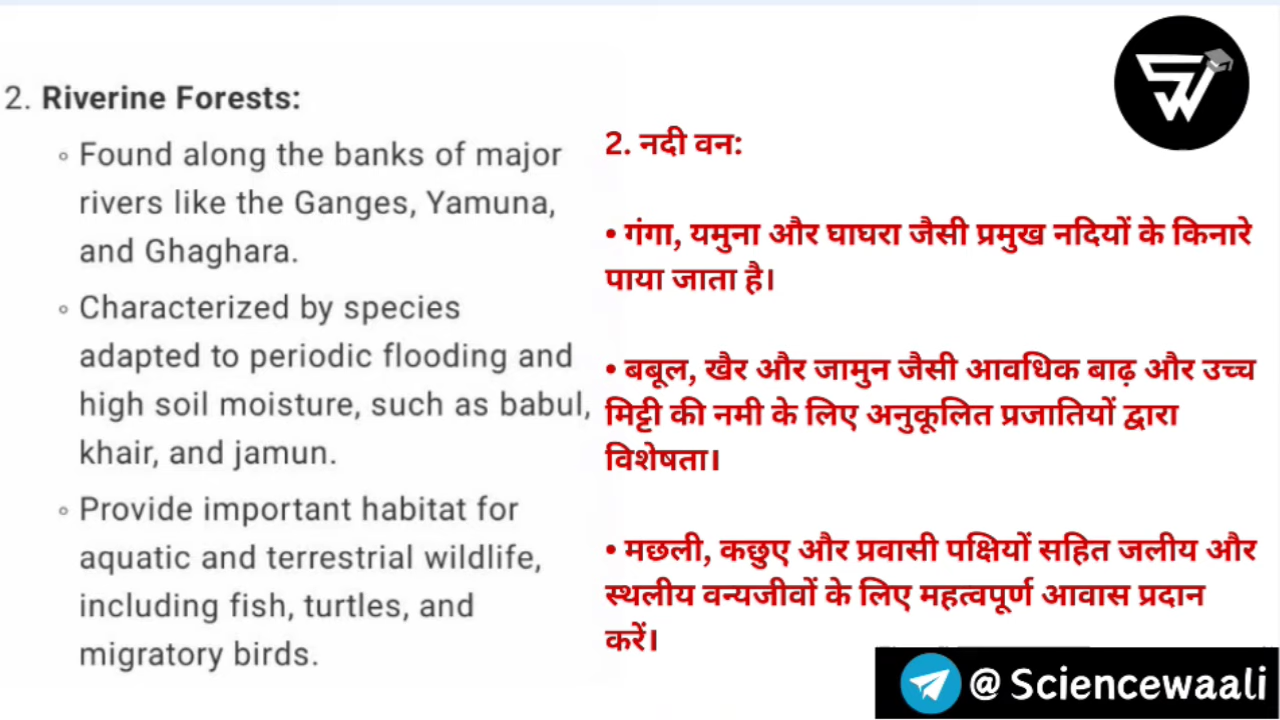 2. Riverine Forests:
◦ Found along the banks of major
rivers like the Ganges, Yamuna,
and Ghaghara.
◦ Characterized by species
adapted to periodic flooding and
high soil moisture, such as babul,
khair, and jamun.
◦ Provide important habitat for
aquatic and terrestrial wildlife,
including fish, turtles, and
migratory birds.
2. नदी वन:
• गंगा, यमुना और घाघरा जैसी प्रमुख नदियों के किनारे
पाया जाता है।
• बबूल, खैर और जामुन जैसी आवधिक बाढ़ और उच्च
मिट्टी की नमी के लिए अनुकूलित प्रजातियों द्वारा
विशेषता।
• मछली, कछुए और प्रवासी पक्षियों सहित जलीय और
स्थलीय वन्यजीवों के लिए महत्वपूर्ण आवास प्रदान
करें।
SW
@ Sciencewaali